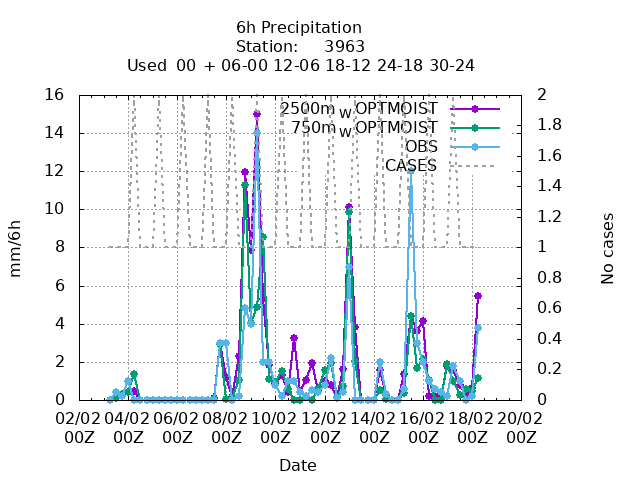 6h Precipitation
Station: 3963
Used 00 + 06-00 12-06 18-12 24-18 30-24
16 2
14 1.8
12 1.6
10 1.4
8 1.2
6 1
4 0.8
2 0.6
0 0.4
0.2
0
2500m W OPTMOIST
750m W OPTMOIST
OBS
CASES
mm/6h
No cases
02/02 04/02 06/02 08/02 10/02 12/02 14/02 16/02 18/02 20/02
00Z 00Z 00Z 00Z 00Z 00Z 00Z 00Z 00Z 00Z
Date